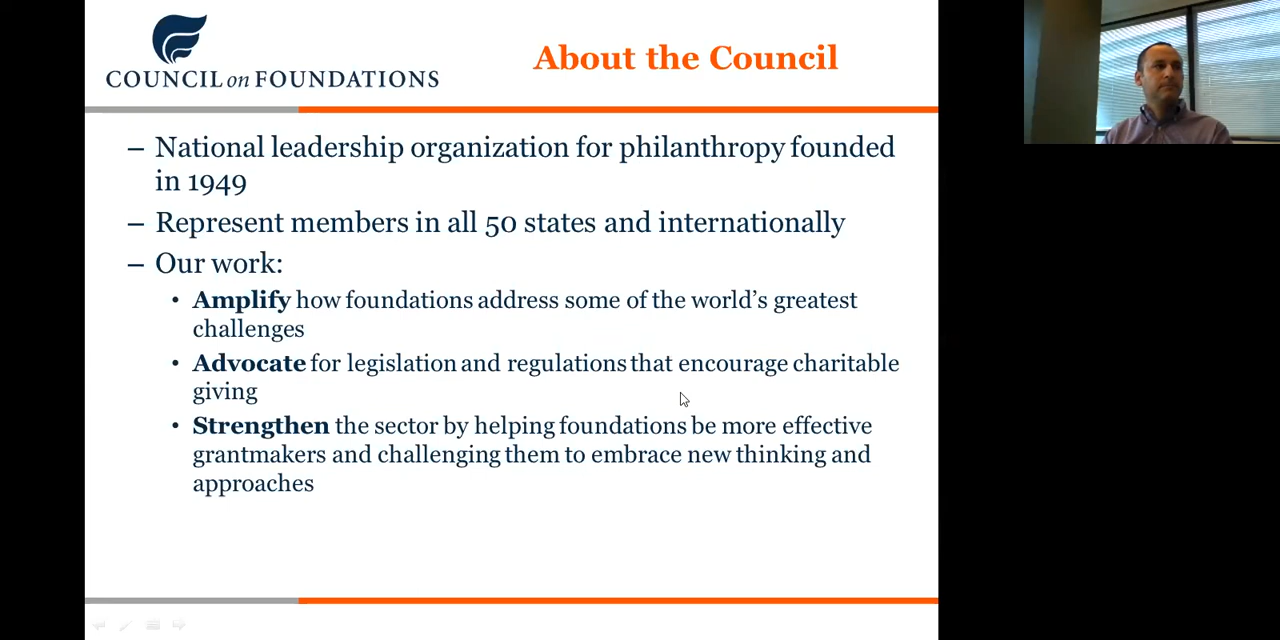 COUNCIL on FOUNDATIONS
About the Council
– National leadership organization for philanthropy founded
in 1949
– Represent members in all 50 states and internationally
– Our work:
• Amplify how foundations address some of the world’s greatest
challenges
• Advocate for legislation and regulations that encourage charitable
giving
• Strengthen the sector by helping foundations be more effective
grantmakers and challenging them to embrace new thinking and
approaches